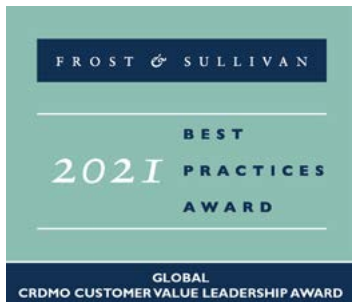 FROST & SULLIVAN
BEST
2021 PRACTICES
AWARD
GLOBAL
CRDMO CUSTOMER VALUE LEADERSHIP AWARD